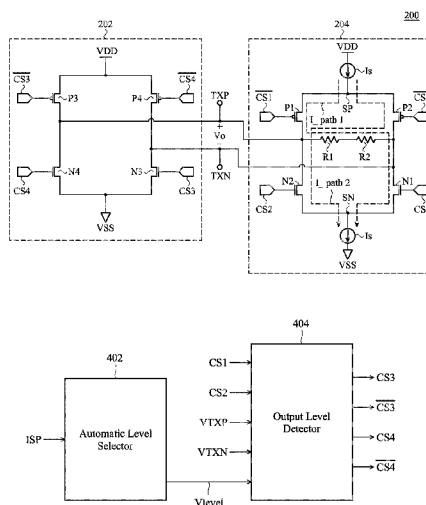 200
202
204
VDD
VDD
Is
CS3
CS4
CS1
CS2
P3
P4
TXP
SP
P1
P2
I_path 1
Vo
R1
R2
N4
N3
TXN
I_path 2
N2
N1
SN
CS4
CS3
CS2
Is
VSS
VSS
402
404
CS1
CS2
VTXP
VTXN
ISP
Automatic Level
Selector
Output Level
Detector
CS3
CS3
CS4
CS4
Vlevel